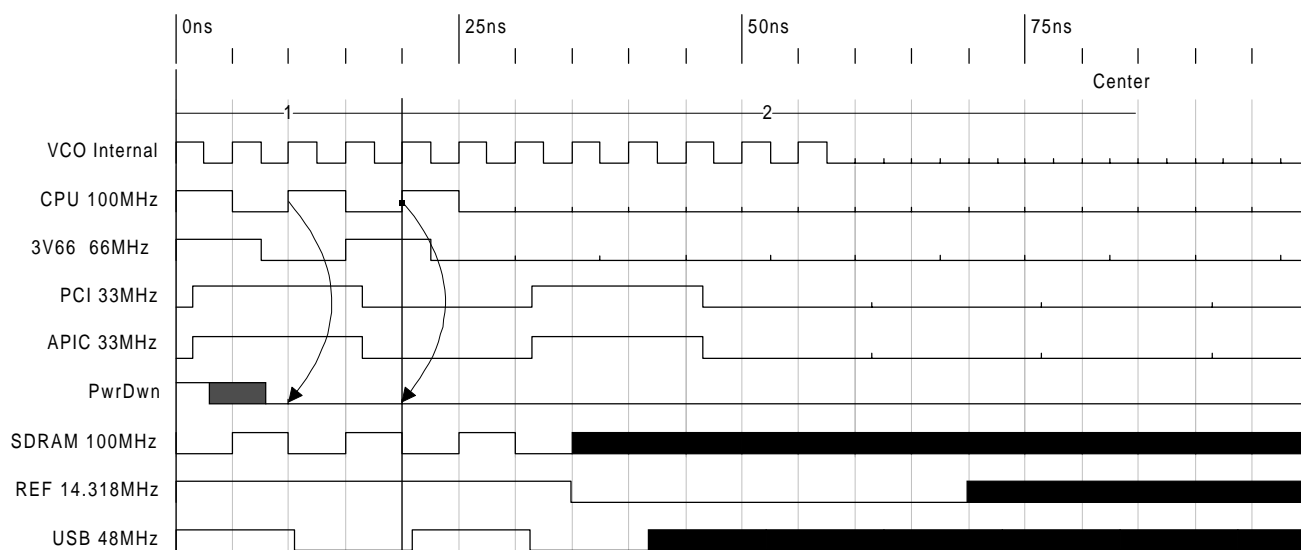 0ns 25ns 50ns 75ns
Center
1 2
VCO Internal
CPU 100MHz
3V66 66MHz
PCI 33MHz
APIC 33MHz
PwrDwn
SDRAM 100MHz
REF 14.318MHz
USB 48MHz